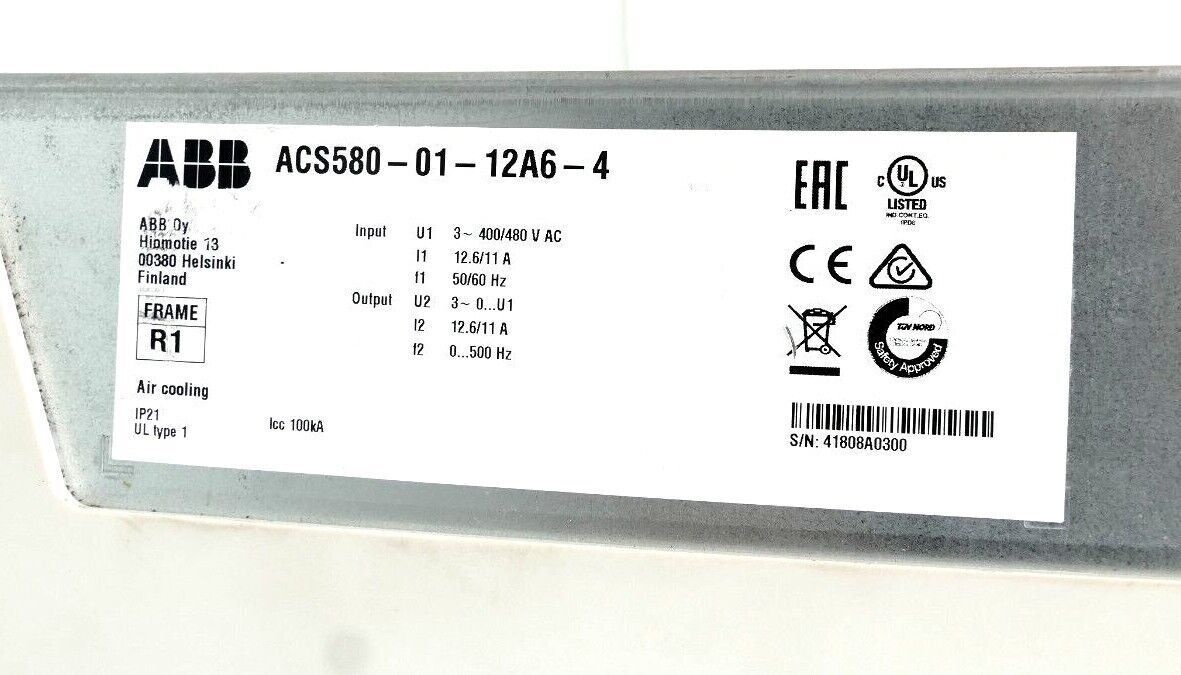 ABB ACS580-01-12A6-4
ABB Oy
Hiomotie 13
00380 Helsinki
Finland
FRAME
R1
Air cooling
IP21
UL type 1
Icc 100kA
Input U1 3~ 400/480 V AC
I1 12.6/11 A
f1 50/60 Hz
Output U2 3~ 0...U1
I2 12.6/11 A
f2 0...500 Hz
EAC
C UL US
LISTED
IND.CONT.EQ.
CE
TÜV NORD
Safety Approved
S/N: 41808A0300